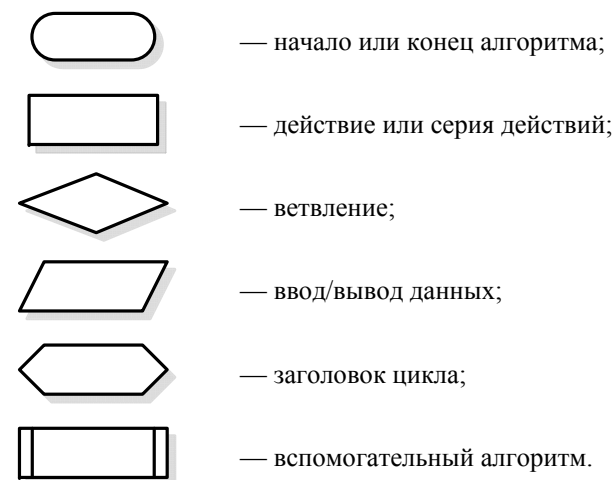 — начало или конец алгоритма;
— действие или серия действий;
— ветвление;
— ввод/вывод данных;
— заголовок цикла;
— вспомогательный алгоритм.